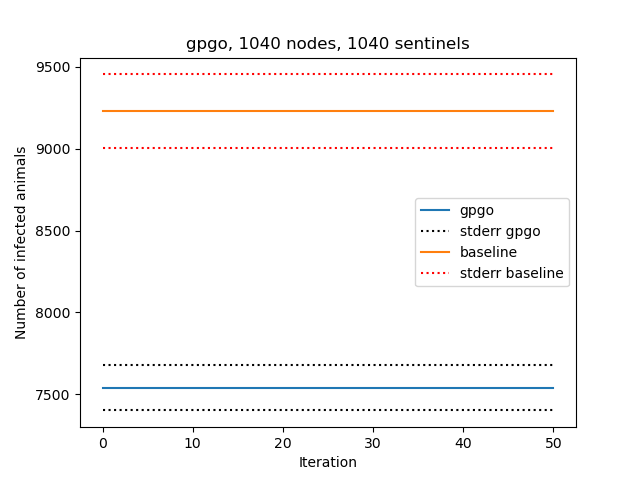 gpgo, 1040 nodes, 1040 sentinels
Number of infected animals
9500
9000
8500
8000
7500
gpgo
stderr gpgo
baseline
stderr baseline
0 10 20 30 40 50
Iteration